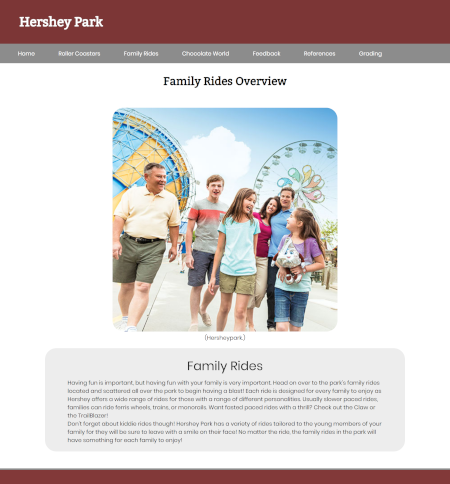 Hershey Park
Home Roller Coasters Family Rides Chocolate World Feedback References Grading
Family Rides Overview
(Hersheypark.)
Family Rides
Having fun is important, but having fun with your family is very important. Head on over to the park's family rides
located and scattered all over the park to begin having a blast! Each ride is designed for every family to enjoy as
Hershey offers a wide range of rides for those with a range of different personalities. Usually slower paced rides,
families can ride ferris wheels, trains, or monorails. Want fasted paced rides with a thrill? Check out the Claw or
the TrailBlazer!
Don't forget about kiddie rides though! Hershey Park has a variety of rides tailored to the young members of your
family for they will be sure to leave with a smile on their face! No matter the ride, the family rides in the park will
have something for each family to enjoy!